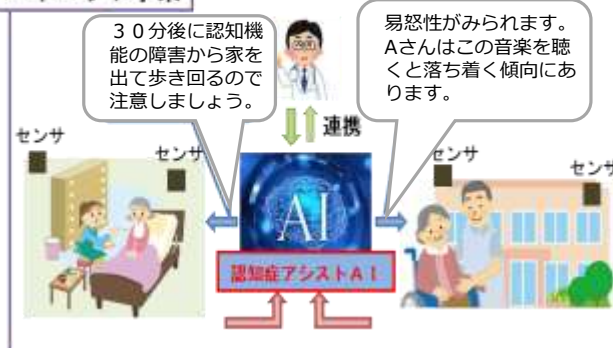 ３０分後に認知機
能の障害から家を
出て歩き回るので
注意しましょう。
易怒性がみられます。
Aさんはこの音楽を聴
くと落ち着く傾向にあ
ります。
連携
センサ
センサ
センサ
センサ
AI
認知症アシストＡＩ